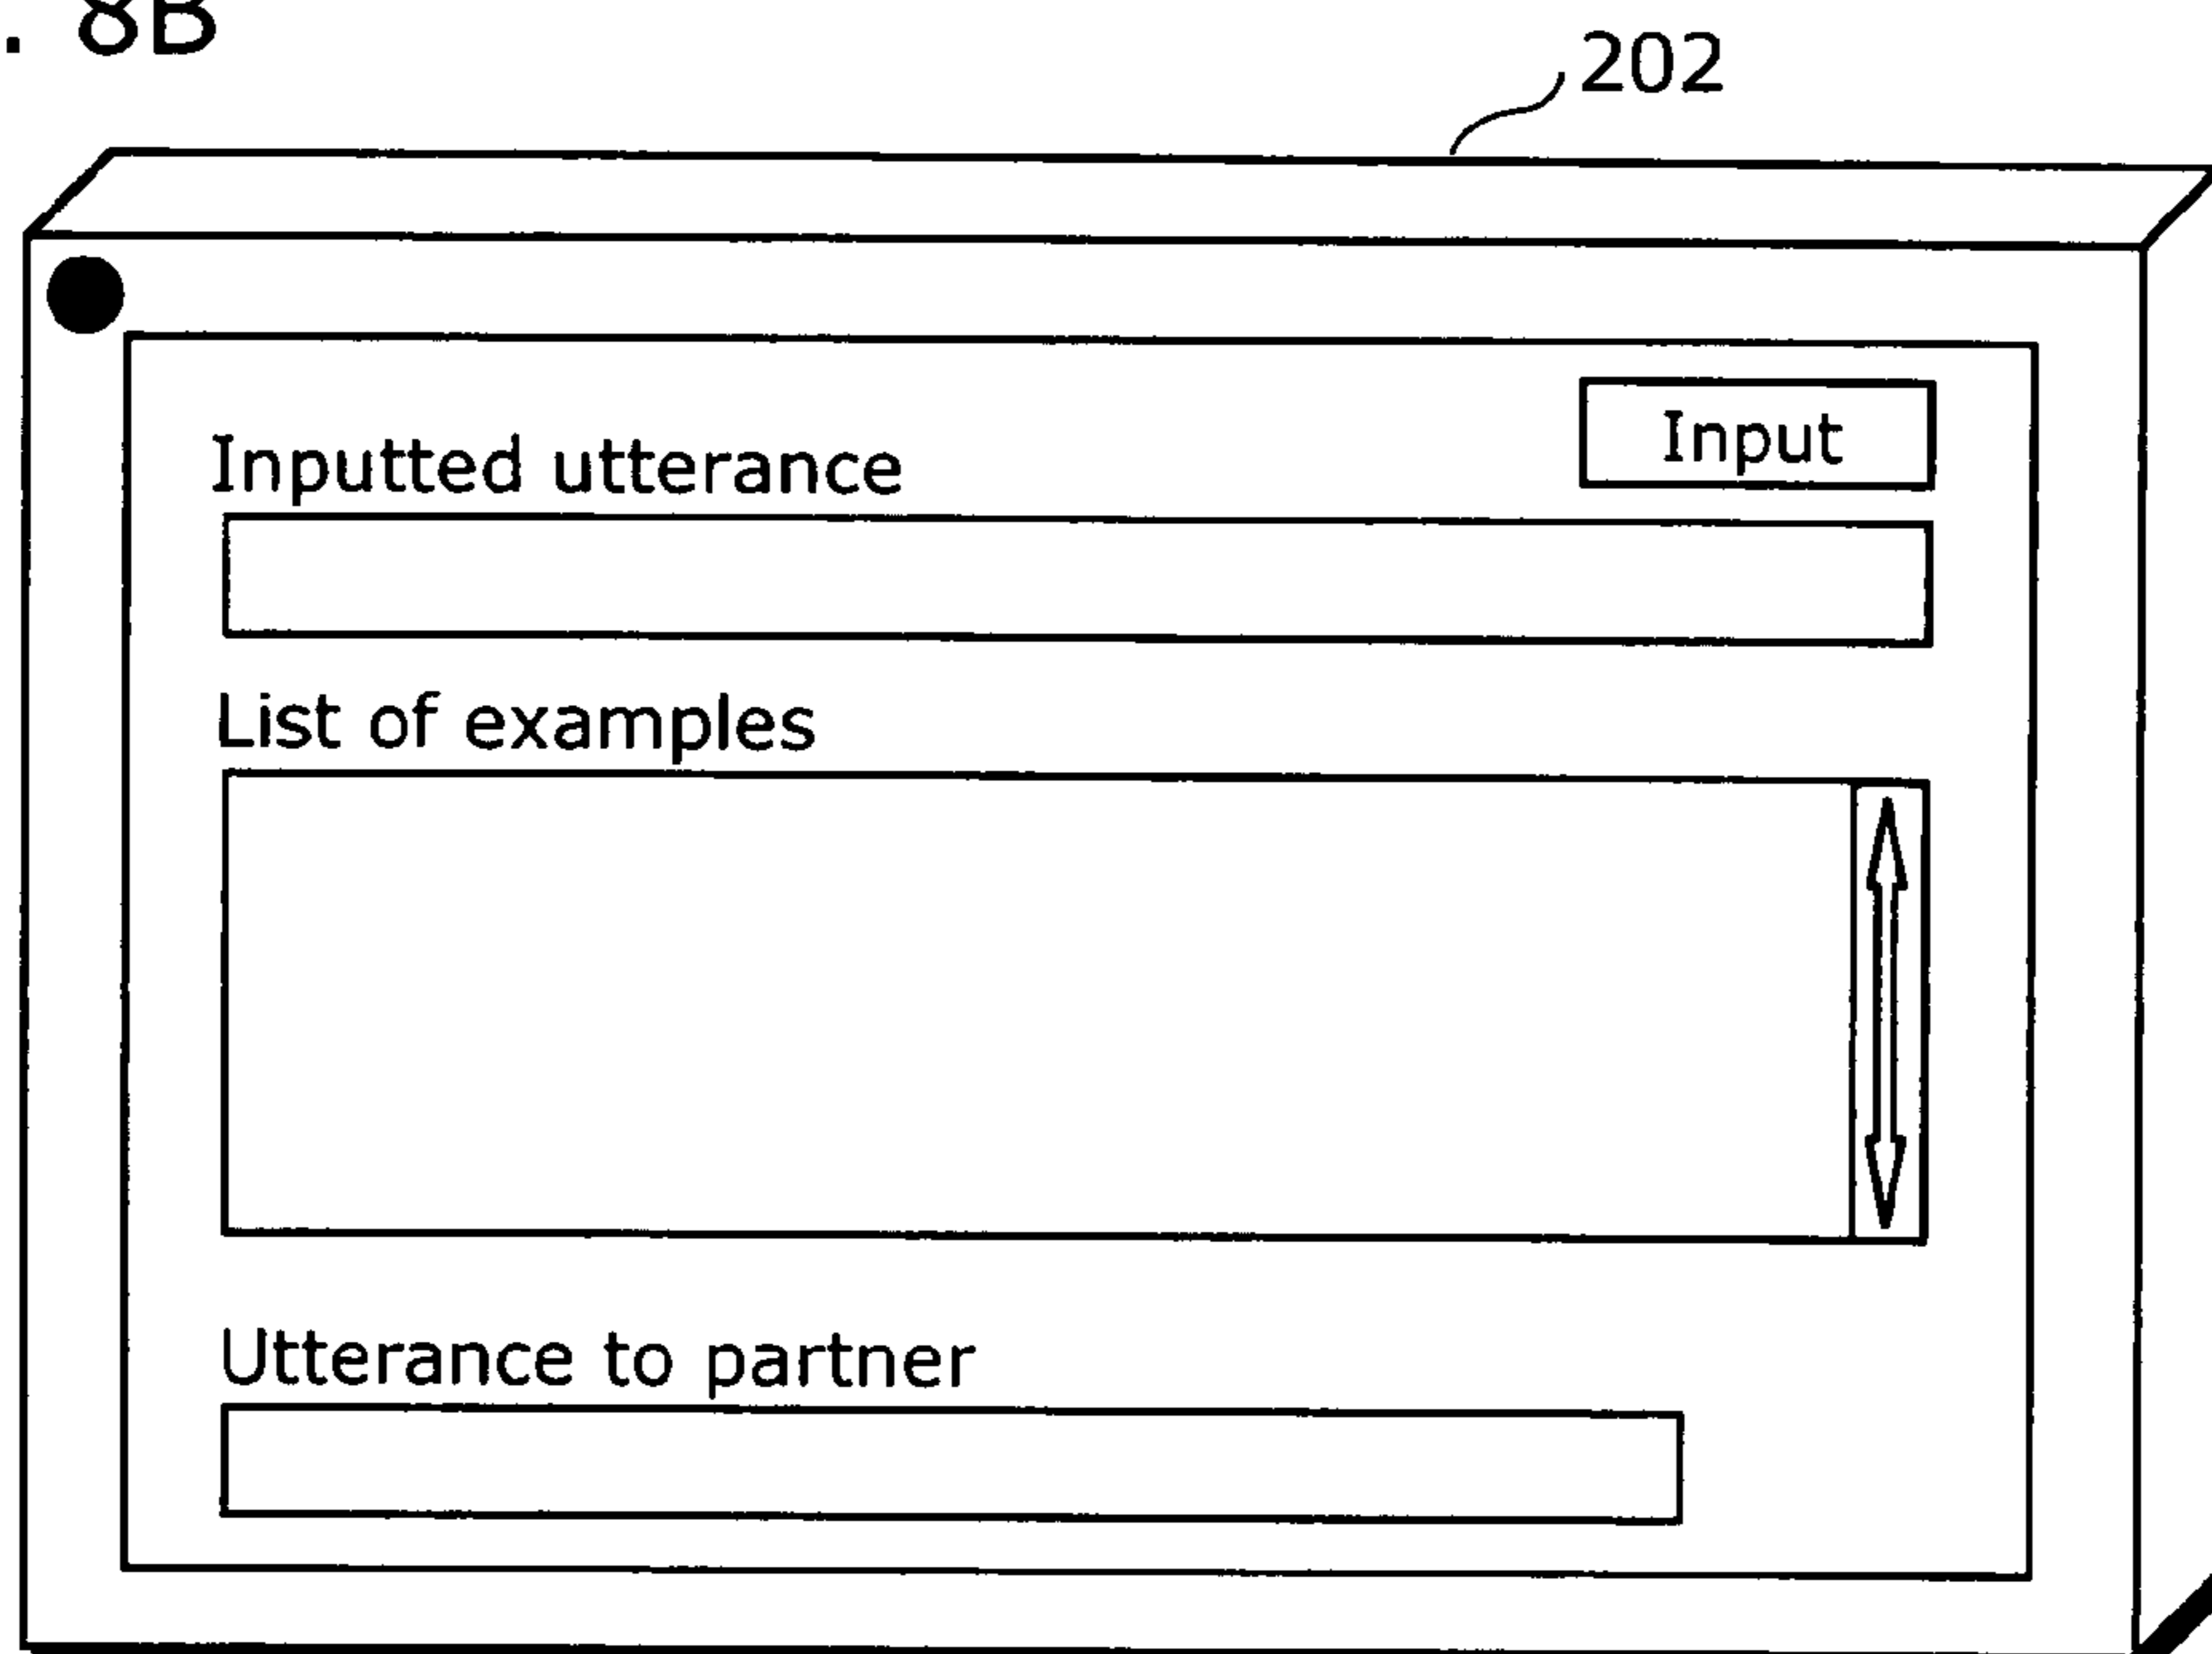 . 8B
202
Input
Inputted utterance
List of examples
Utterance to partner